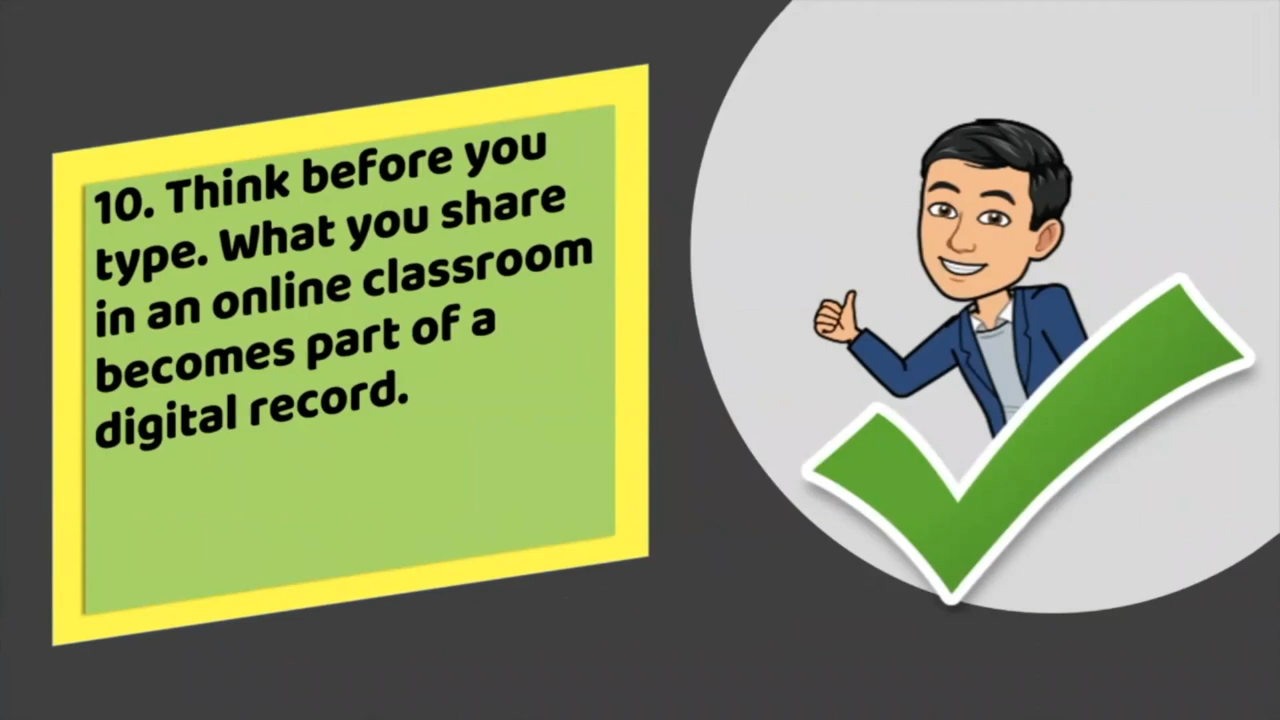 10. Think before you
type. What you share
in an online classroom
becomes part of a
digital record.